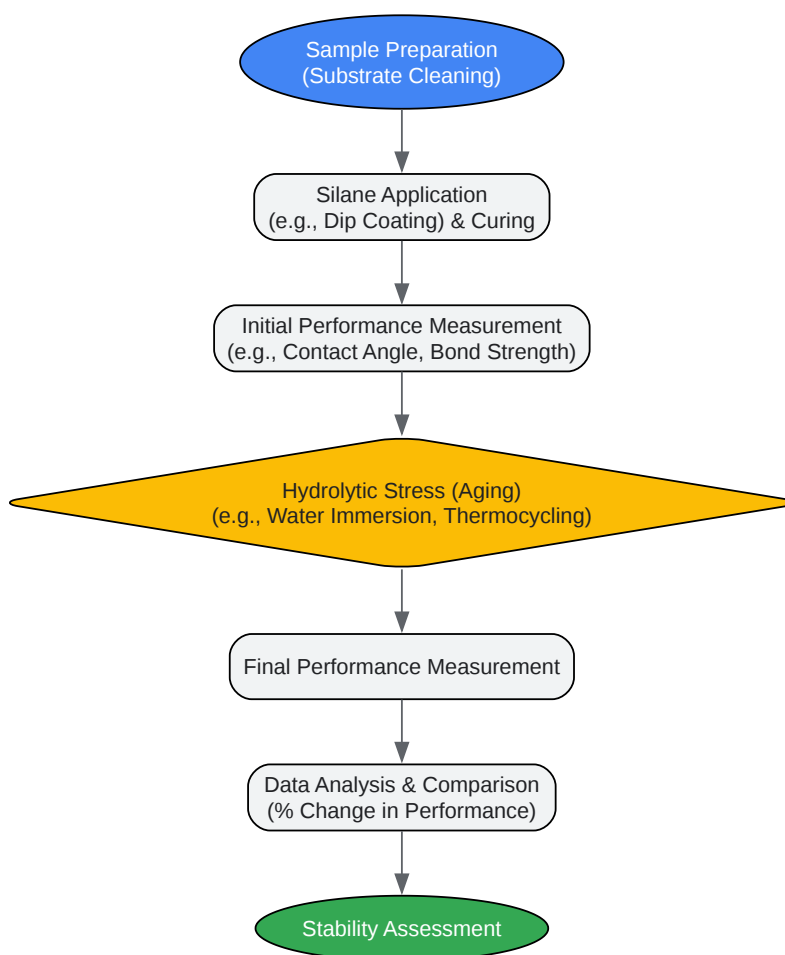 Sample Preparation
(Substrate Cleaning)
Silane Application
(e.g., Dip Coating) & Curing
Initial Performance Measurement
(e.g., Contact Angle, Bond Strength)
Hydrolytic Stress (Aging)
(e.g., Water Immersion, Thermocycling)
Final Performance Measurement
Data Analysis & Comparison
(% Change in Performance)
Stability Assessment